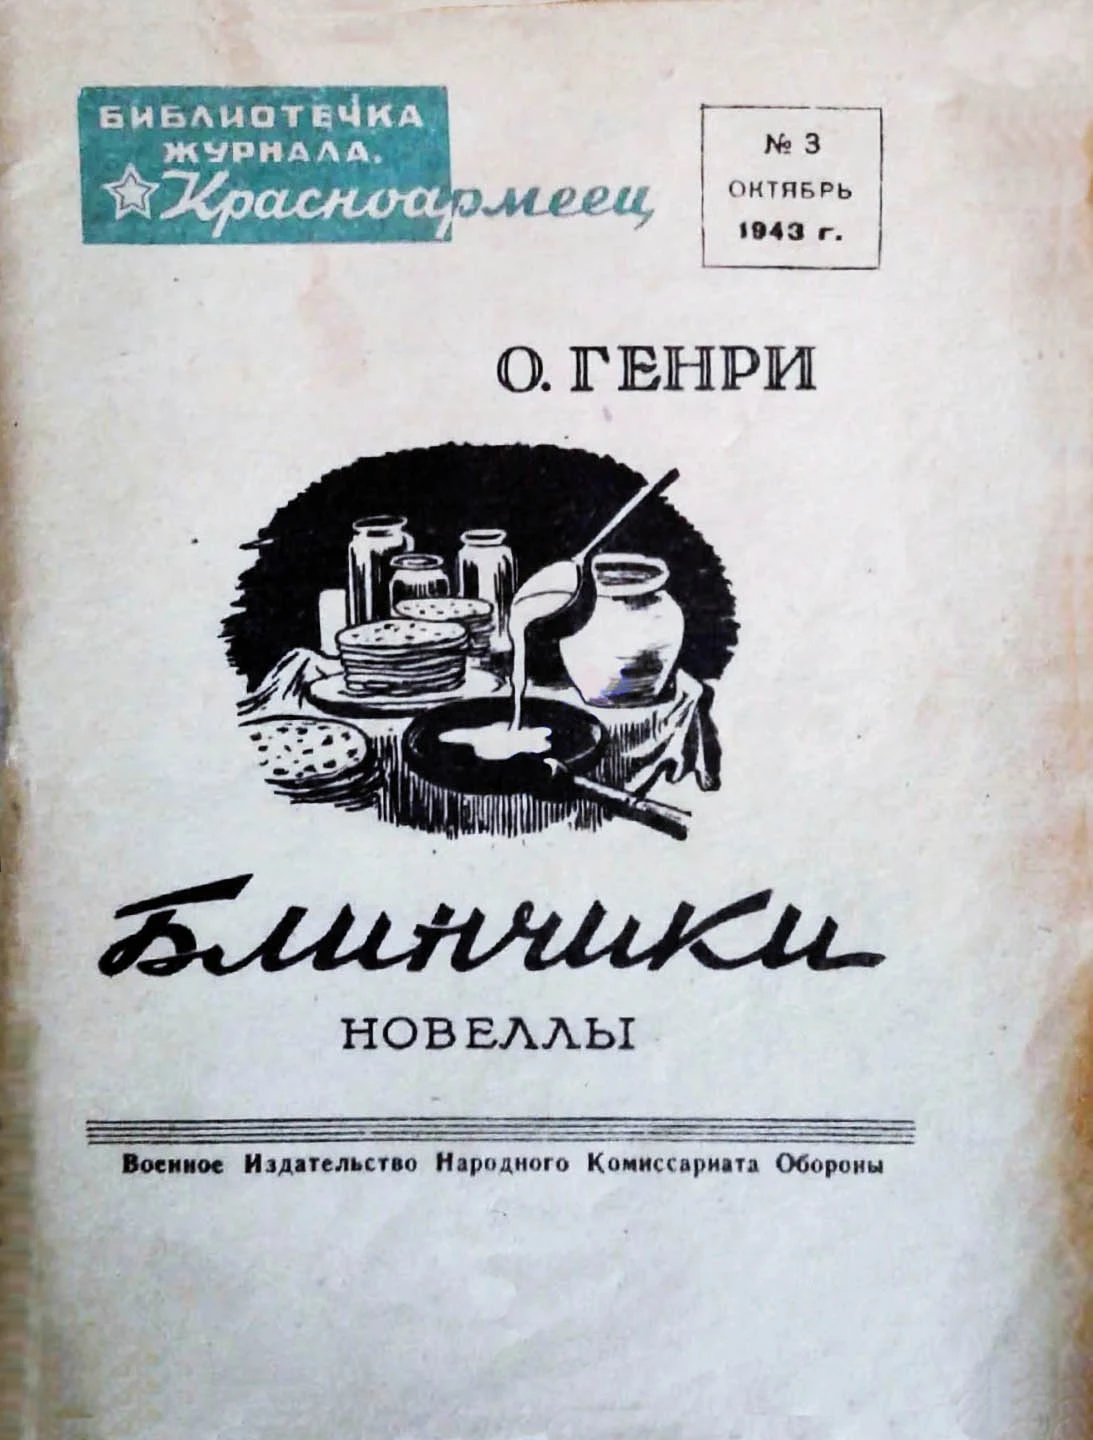 БИБЛИОТЕЧКА
ЖУРНАЛА.
Красноармеец
№ 3
ОКТЯБРЬ
1943 г.
О. ГЕНРИ
Блинчики
НОВЕЛЛЫ
Военное Издательство Народного Комиссариата Обороны